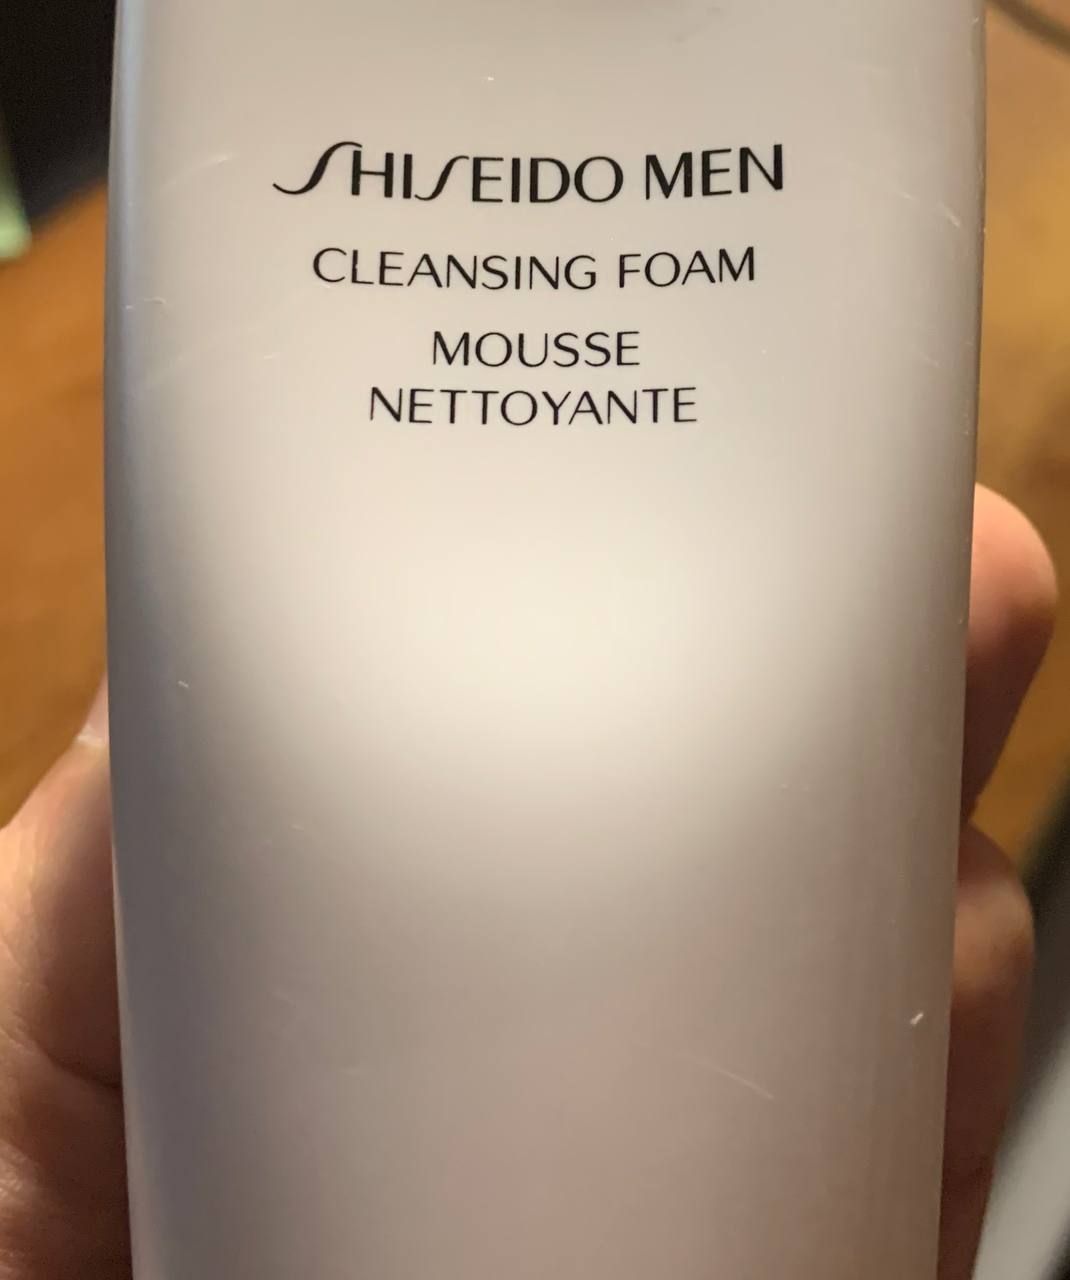 SHISEIDO MEN
CLEANSING FOAM
MOUSSE
NETTOYANTE